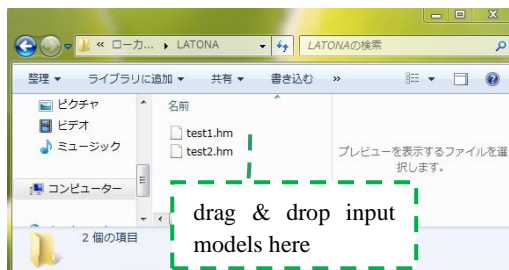 « ローカ... ▸ LATONA
LATONAの検索
整理 ▼ ライブラリに追加 ▼ 共有 ▼ 書き込む »
ピクチャ
ビデオ
ミュージック
コンピューター
名前
test1.hm
test2.hm
プレビューを表示するファイルを選
択します。
drag & drop input
models here
2 個の項目